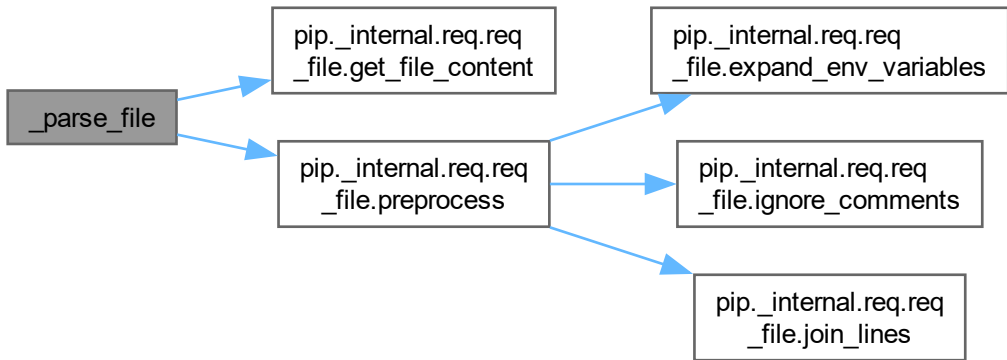 _parse_file
pip._internal.req.req
_file.get_file_content
pip._internal.req.req
_file.preprocess
pip._internal.req.req
_file.expand_env_variables
pip._internal.req.req
_file.ignore_comments
pip._internal.req.req
_file.join_lines